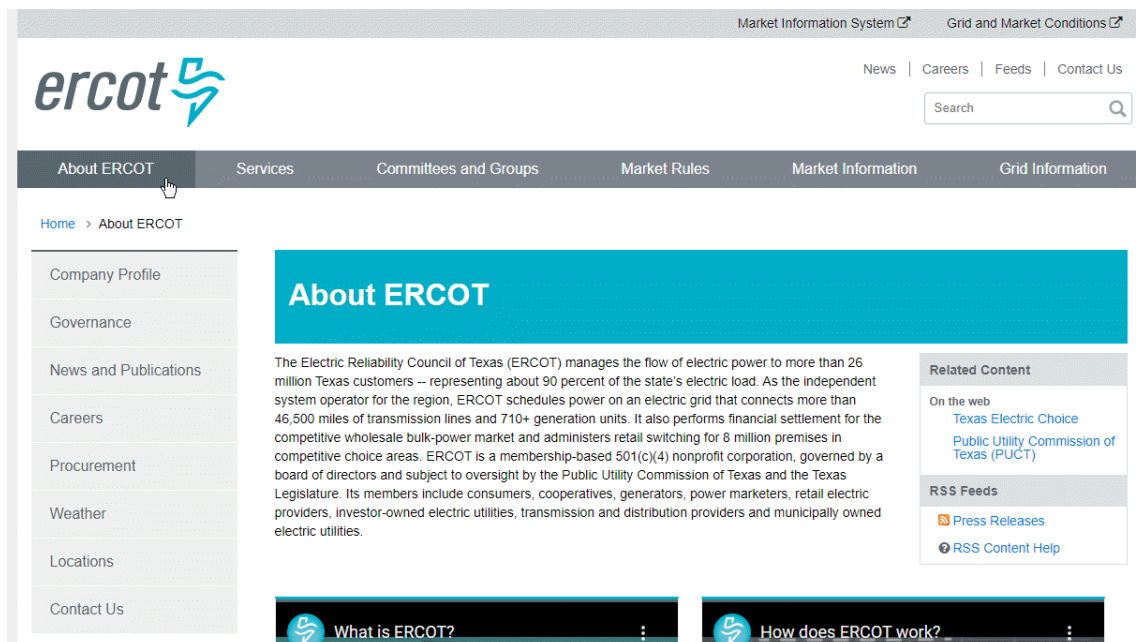 Market Information System
Grid and Market Conditions
ercot
News | Careers | Feeds | Contact Us
Search
About ERCOT
Services
Committees and Groups
Market Rules
Market Information
Grid Information
Home > About ERCOT
Company Profile
Governance
News and Publications
Careers
Procurement
Weather
Locations
Contact Us
About ERCOT
The Electric Reliability Council of Texas (ERCOT) manages the flow of electric power to more than 26
million Texas customers -- representing about 90 percent of the state's electric load. As the independent
system operator for the region, ERCOT schedules power on an electric grid that connects more than
46,500 miles of transmission lines and 710+ generation units. It also performs financial settlement for the
competitive wholesale bulk-power market and administers retail switching for 8 million premises in
competitive choice areas. ERCOT is a membership-based 501(c)(4) nonprofit corporation, governed by a
board of directors and subject to oversight by the Public Utility Commission of Texas and the Texas
Legislature. Its members include consumers, cooperatives, generators, power marketers, retail electric
providers, investor-owned electric utilities, transmission and distribution providers and municipally owned
electric utilities.
Related Content
On the web
Texas Electric Choice
Public Utility Commission of
Texas (PUCT)
RSS Feeds
Press Releases
RSS Content Help
What is ERCOT?
How does ERCOT work?